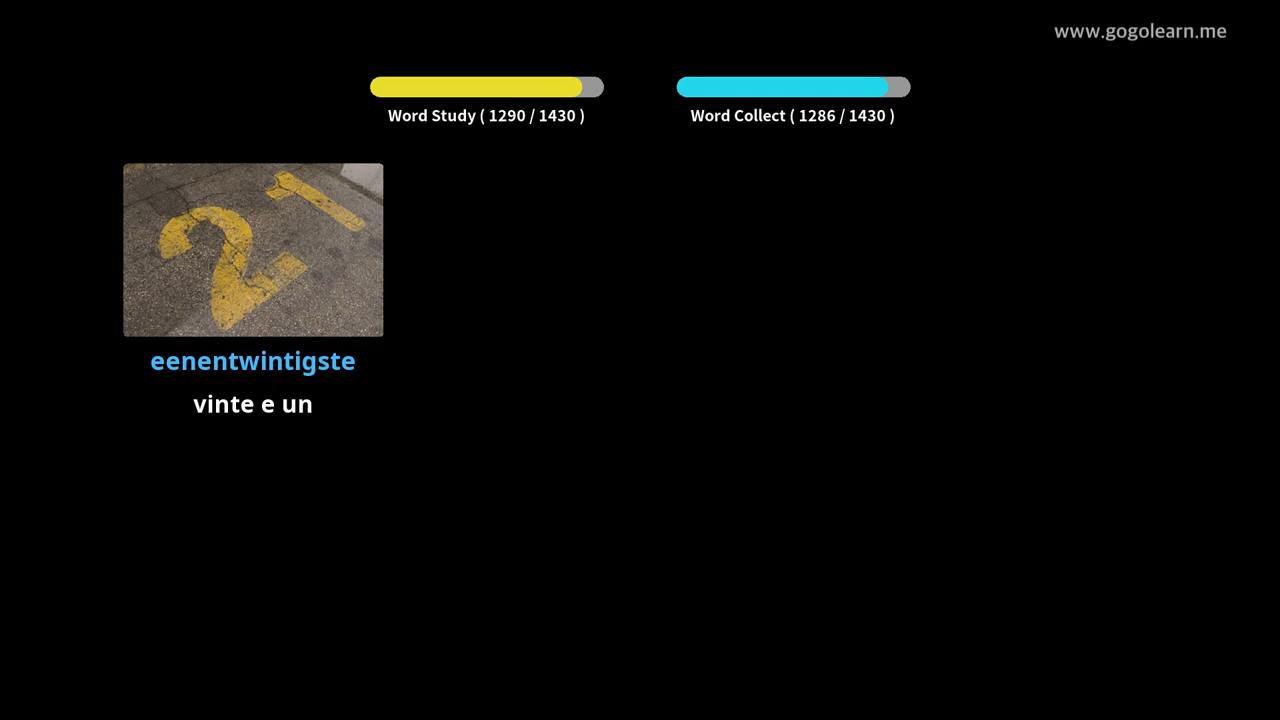 www.gogolearn.me
Word Study ( 1290 / 1430 )
Word Collect ( 1286 / 1430 )
21
eenentwintigste
vinte e un